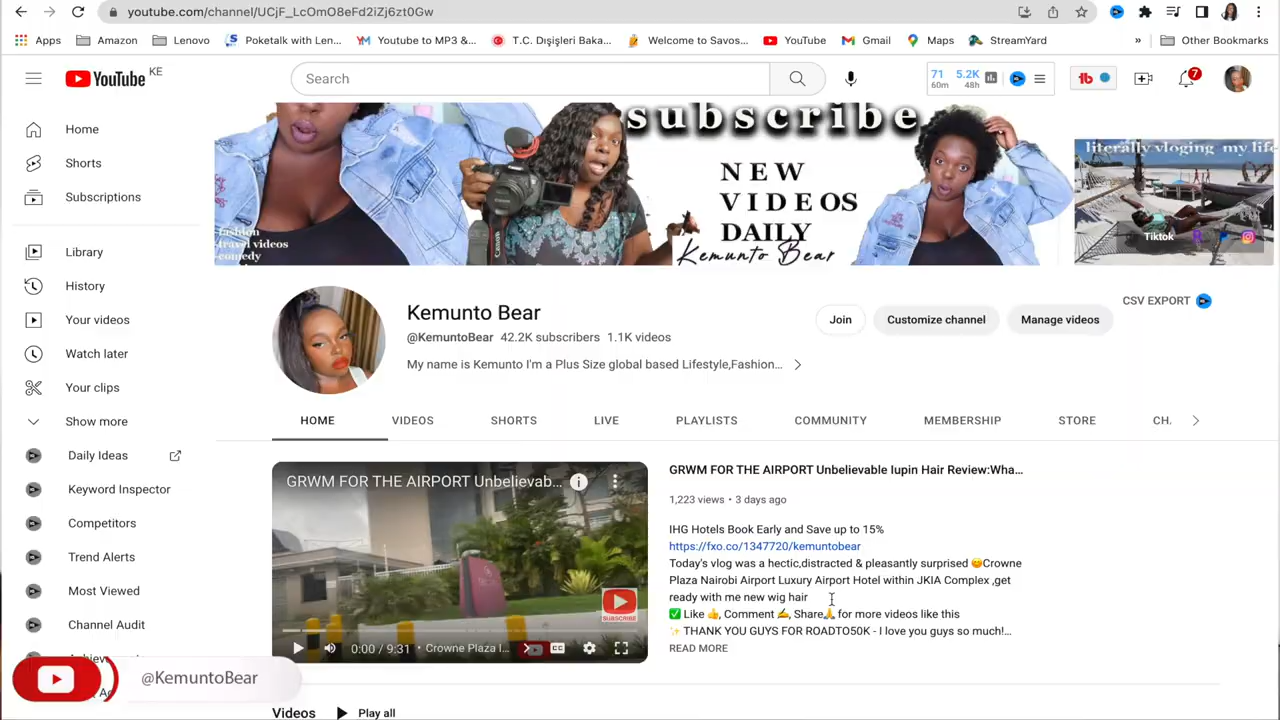 youtube.com/channel/UCjF_LcOmO8eFd2iZj6zt0Gw
Apps Amazon Lenovo Poketalk with Len... Youtube to MP3 &... T.C. Dışişleri Baka... Welcome to Savos... YouTube Gmail Maps StreamYard » Other Bookmarks
YouTube KE
Search
71 60m 5.2K 48h
tb
7
Home
Shorts
Subscriptions
Library
History
Your videos
Watch later
Your clips
Show more
Daily Ideas
Keyword Inspector
Competitors
Trend Alerts
Most Viewed
Channel Audit
@KemuntoBear
subscribe
NEW
VIDEOS
DAILY
Kemunto Bear
fashion
travel videos
comedy
literally vloging my life
Tiktok
Kemunto Bear
@KemuntoBear 42.2K subscribers 1.1K videos
My name is Kemunto I'm a Plus Size global based Lifestyle,Fashion...
Join Customize channel Manage videos
CSV EXPORT
HOME VIDEOS SHORTS LIVE PLAYLISTS COMMUNITY MEMBERSHIP STORE CH.
GRWM FOR THE AIRPORT Unbelievab...
SUBSCRIBE
0:00 / 9:31 • Crowne Plaza I... CC
GRWM FOR THE AIRPORT Unbelievable Iupin Hair Review:Wha...
1,223 views • 3 days ago
IHG Hotels Book Early and Save up to 15%
https://fxo.co/1347720/kemuntobear
Today's vlog was a hectic,distracted & pleasantly surprised 😋Crowne
Plaza Nairobi Airport Luxury Airport Hotel within JKIA Complex ,get
ready with me new wig hair
✅ Like 👍, Comment ✍, Share🙏 for more videos like this
✨ THANK YOU GUYS FOR ROADTO50K - I love you guys so much!...
READ MORE
Videos Play all